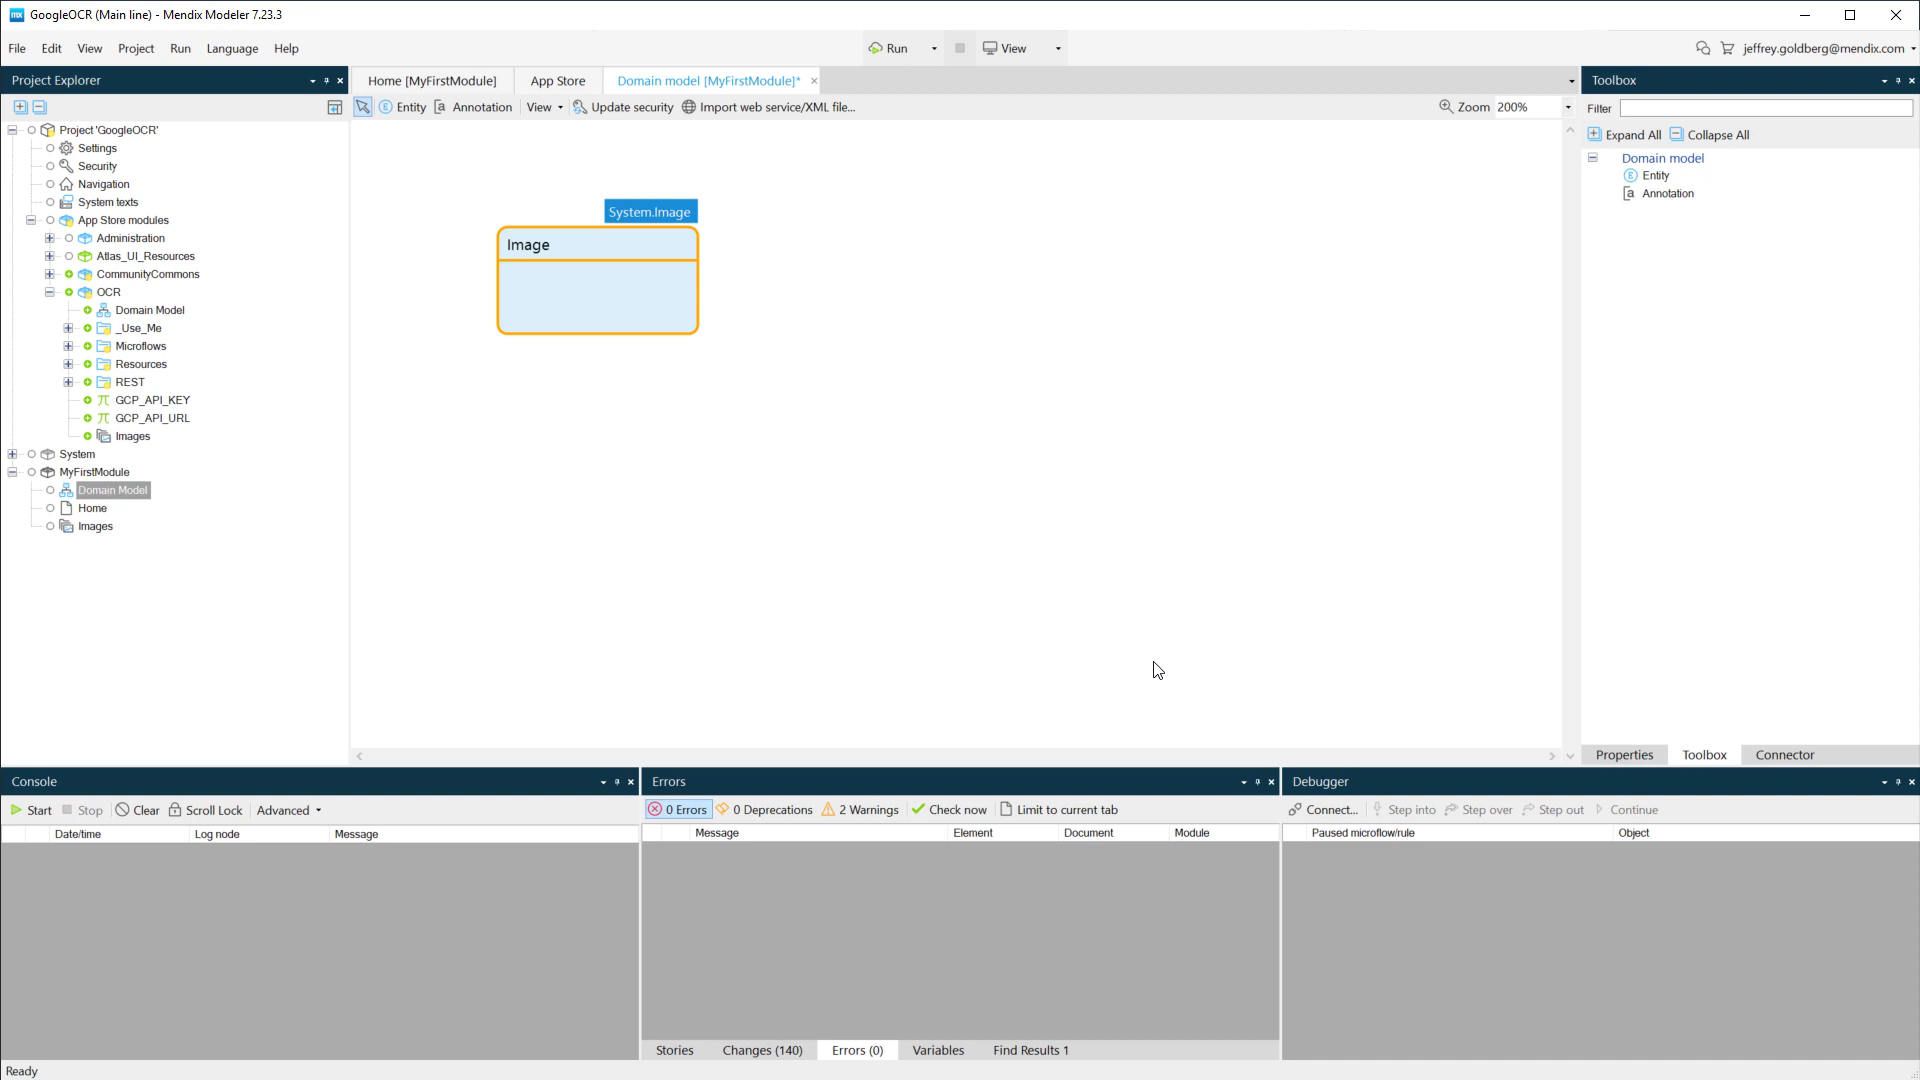 GoogleOCR (Main line) - Mendix Modeler 7.23.3
File Edit View Project Run Language Help
Run View
jeffrey.goldberg@mendix.com
Project Explorer
Project 'GoogleOCR'
Settings
Security
Navigation
System texts
App Store modules
Administration
Atlas_UI_Resources
CommunityCommons
OCR
Domain Model
_Use_Me
Microflows
Resources
REST
GCP_API_KEY
GCP_API_URL
Images
System
MyFirstModule
Domain Model
Home
Images
Home [MyFirstModule] App Store Domain model [MyFirstModule]*
Entity Annotation View Update security Import web service/XML file... Zoom 200%
System.Image
Image
Toolbox
Filter
Expand All Collapse All
Domain model
Entity
Annotation
Properties Toolbox Connector
Console
Start Stop Clear Scroll Lock Advanced
Date/time Log node Message
Errors
0 Errors 0 Deprecations 2 Warnings Check now Limit to current tab
Message Element Document Module
Stories Changes (140) Errors (0) Variables Find Results 1
Debugger
Connect... Step into Step over Step out Continue
Paused microflow/rule Object
Ready